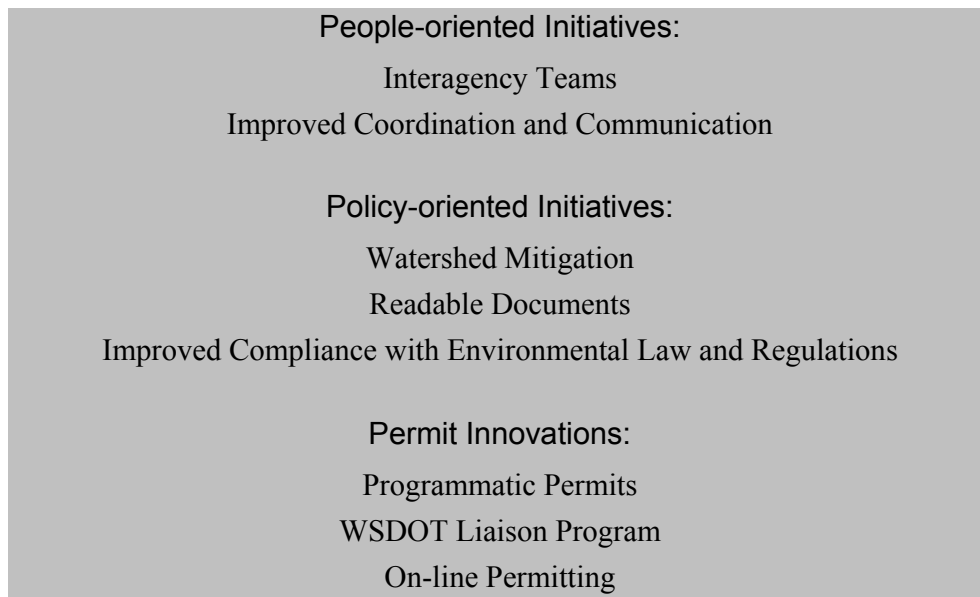 People-oriented Initiatives:
Interagency Teams
Improved Coordination and Communication
Policy-oriented Initiatives:
Watershed Mitigation
Readable Documents
Improved Compliance with Environmental Law and Regulations
Permit Innovations:
Programmatic Permits
WSDOT Liaison Program
On-line Permitting